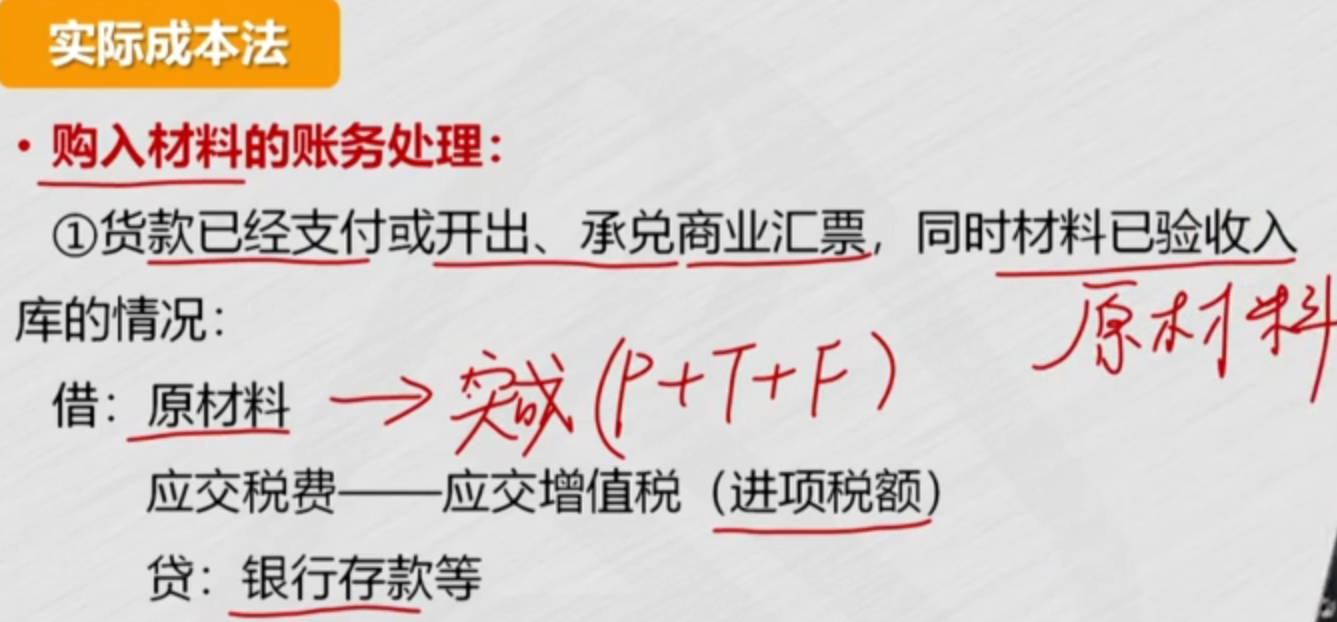 实际成本法
• 购入材料的账务处理：
①货款已经支付或开出、承兑商业汇票，同时材料已验收入
库的情况：
原材料
借：原材料 → 实成 (P+T+F)
应交税费——应交增值税（进项税额）
贷：银行存款等